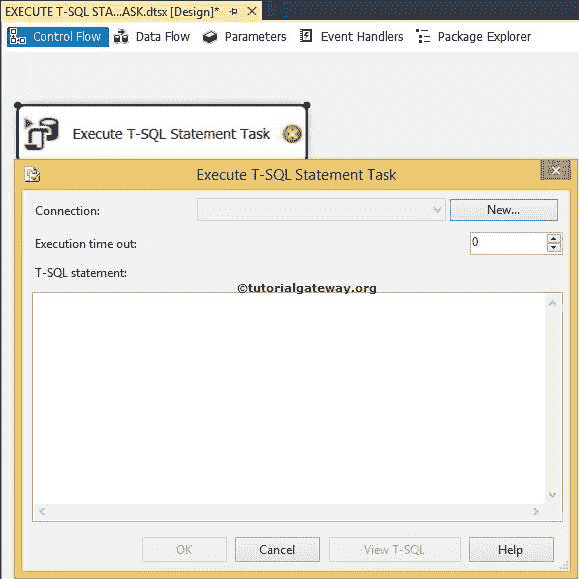 EXECUTE T-SQL STA...ASK.dtsx [Design]*
Control Flow Data Flow Parameters Event Handlers Package Explorer
Execute T-SQL Statement Task
Execute T-SQL Statement Task
Connection: New...
Execution time out: 0
T-SQL statement:
©tutorialgateway.org
OK Cancel View T-SQL Help